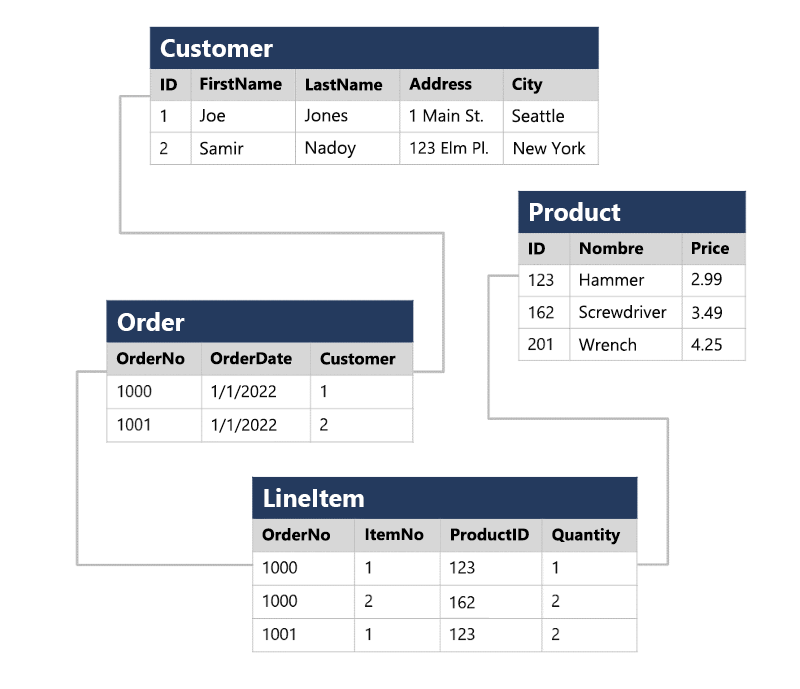 Customer
ID FirstName LastName Address City
1 Joe Jones 1 Main St. Seattle
2 Samir Nadoy 123 Elm Pl. New York
Product
ID Nombre Price
123 Hammer 2.99
162 Screwdriver 3.49
201 Wrench 4.25
Order
OrderNo OrderDate Customer
1000 1/1/2022 1
1001 1/1/2022 2
LineItem
OrderNo ItemNo ProductID Quantity
1000 1 123 1
1000 2 162 2
1001 1 123 2